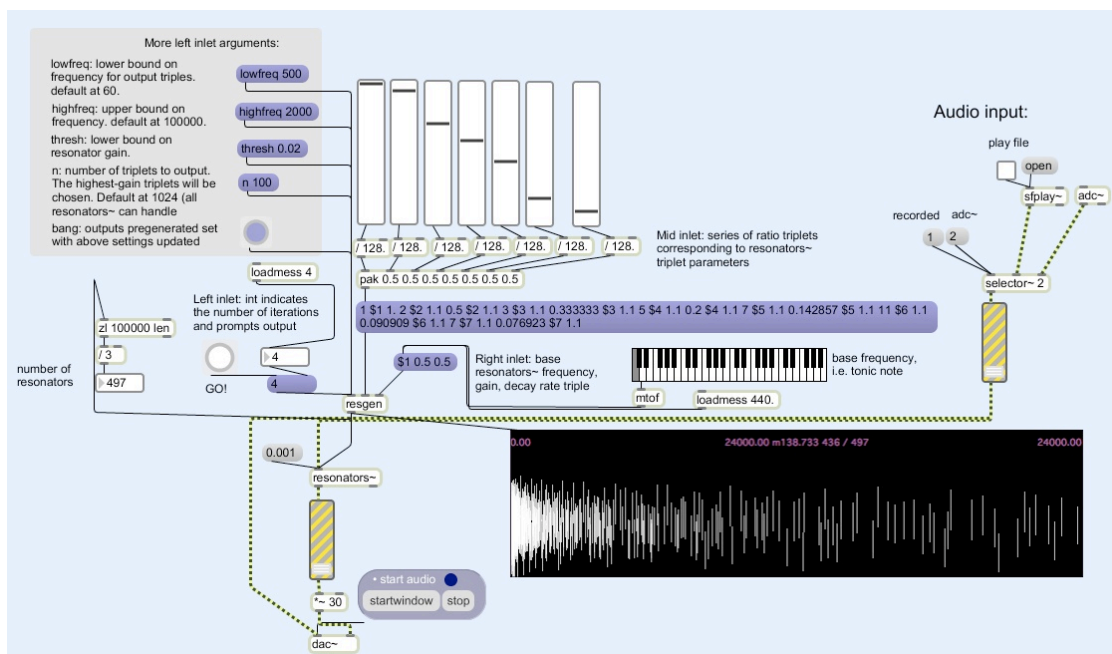 More left inlet arguments:
lowfreq: lower bound on
frequency for output triples.
default at 60.
lowfreq 500
highfreq: upper bound on
frequency. default at 100000.
highfreq 2000
thresh: lower bound on
resonator gain.
thresh 0.02
n: number of triplets to output.
The highest-gain triplets will be
chosen. Default at 1024 (all
resonators~ can handle
n 100
bang: outputs pregenerated set
with above settings updated
Audio input:
play file
open
sfplay~
adc~
recorded
adc~
1
2
selector~ 2
/ 128.
/ 128.
/ 128.
/ 128.
/ 128.
/ 128.
/ 128.
Mid inlet: series of ratio triplets
corresponding to resonators~
triplet parameters
pak 0.5 0.5 0.5 0.5 0.5 0.5 0.5
loadmess 4
Left inlet: int indicates
the number of iterations
and prompts output
1 $1 1. 2 $2 1.1 0.5 $2 1.1 3 $3 1.1 0.333333 $3 1.1 5 $4 1.1 0.2 $4 1.1 7 $5 1.1 0.142857 $5 1.1 11 $6 1.1
0.090909 $6 1.1 7 $7 1.1 0.076923 $7 1.1
zl 100000 len
/ 3
number of
resonators
497
GO!
4
4
$1 0.5 0.5
Right inlet: base
resonators~ frequency,
gain, decay rate triple
base frequency,
i.e. tonic note
mtof
loadmess 440.
resgen
0.001
resonators~
0.00
24000.00 m138.733 436 / 497
24000.00
• start audio
startwindow
stop
*~ 30
dac~